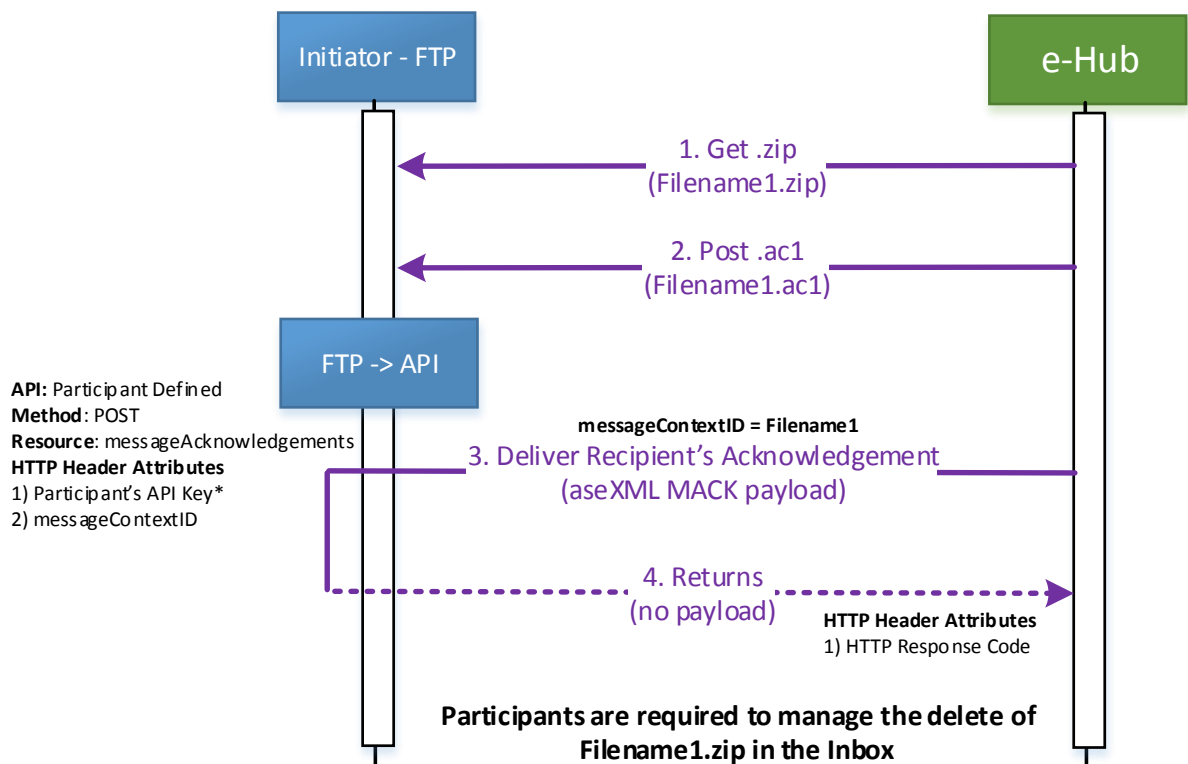 Initiator - FTP
e-Hub
1. Get .zip
(Filename1.zip)
2. Post .ac1
(Filename1.ac1)
FTP -> API
API: Participant Defined
Method: POST
Resource: messageAcknowledgements
HTTP Header Attributes
1) Participant's API Key*
2) messageContextID
messageContextID = Filename1
3. Deliver Recipient's Acknowledgement
(aseXML MACK payload)
4. Returns
(no payload)
HTTP Header Attributes
1) HTTP Response Code
Participants are required to manage the delete of
Filename1.zip in the Inbox